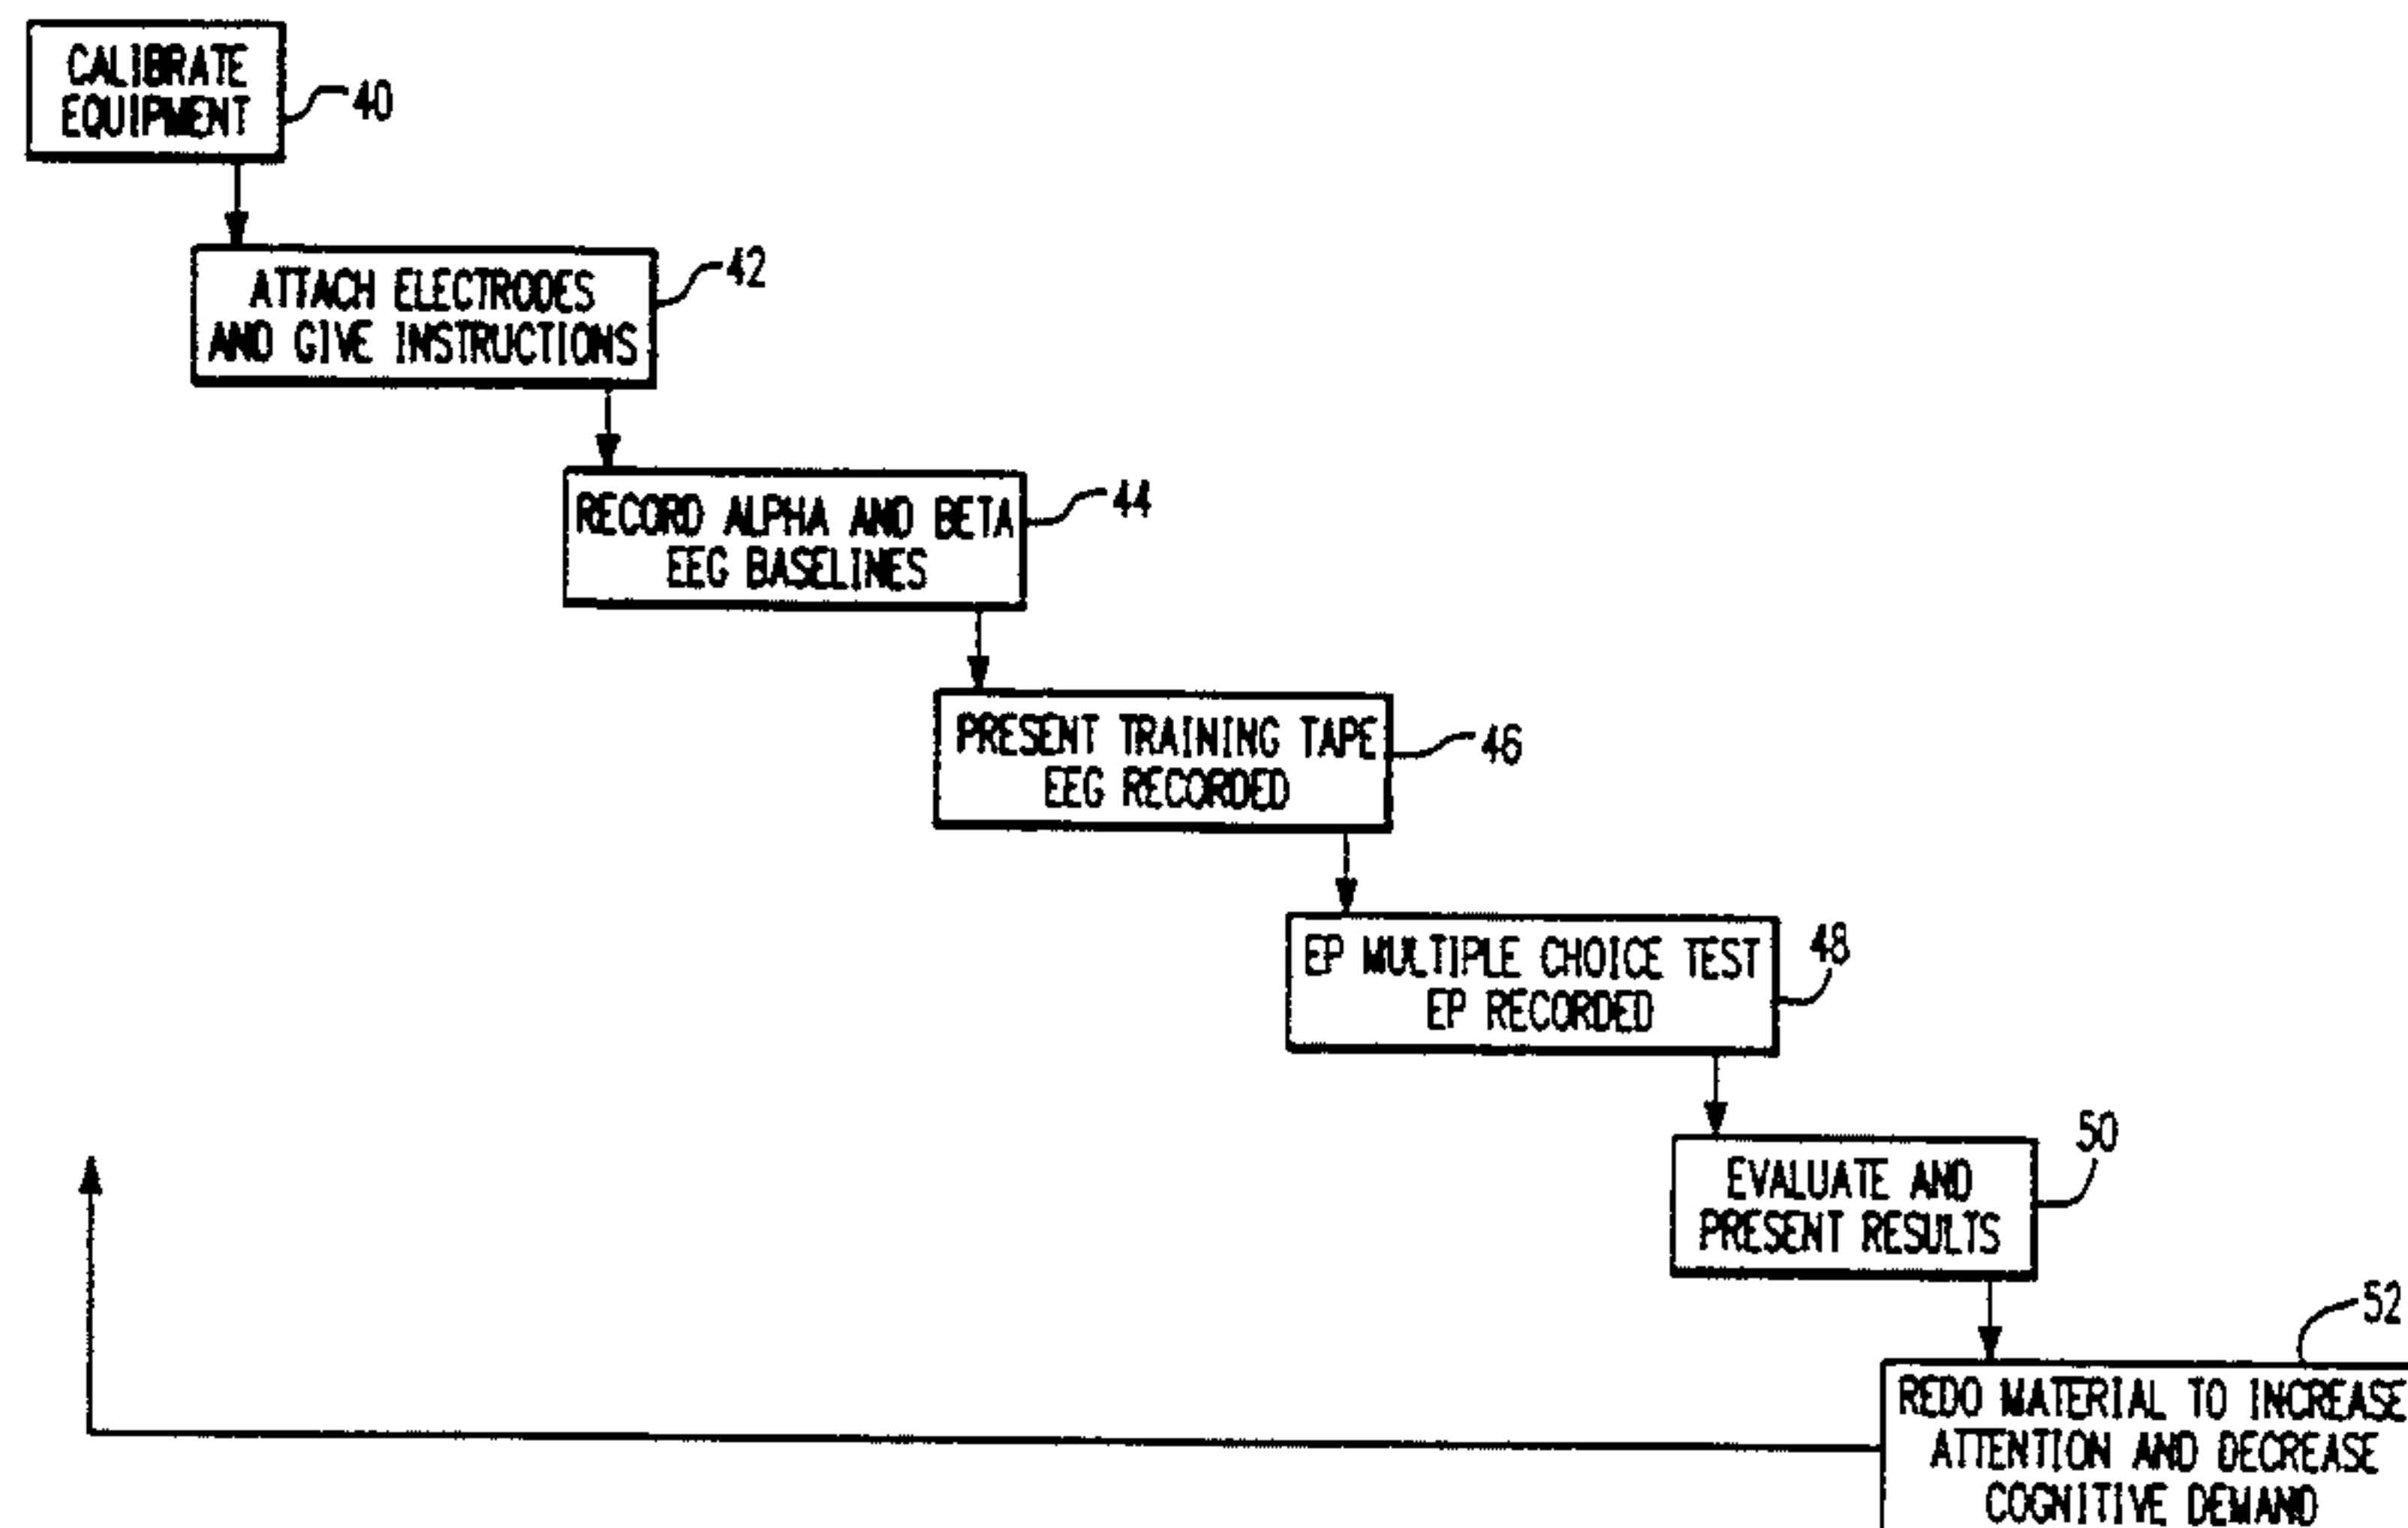 CALIBRATE
EQUIPMENT
40
ATTACH ELECTRODES
AND GIVE INSTRUCTIONS
42
RECORD ALPHA AND BETA
EEG BASELINES
44
PRESENT TRAINING TAPE
EEG RECORDED
46
EP MULTIPLE CHOICE TEST
EP RECORDED
48
EVALUATE AND
PRESENT RESULTS
50
REDO MATERIAL TO INCREASE
ATTENTION AND DECREASE
COGNITIVE DEMAND
52